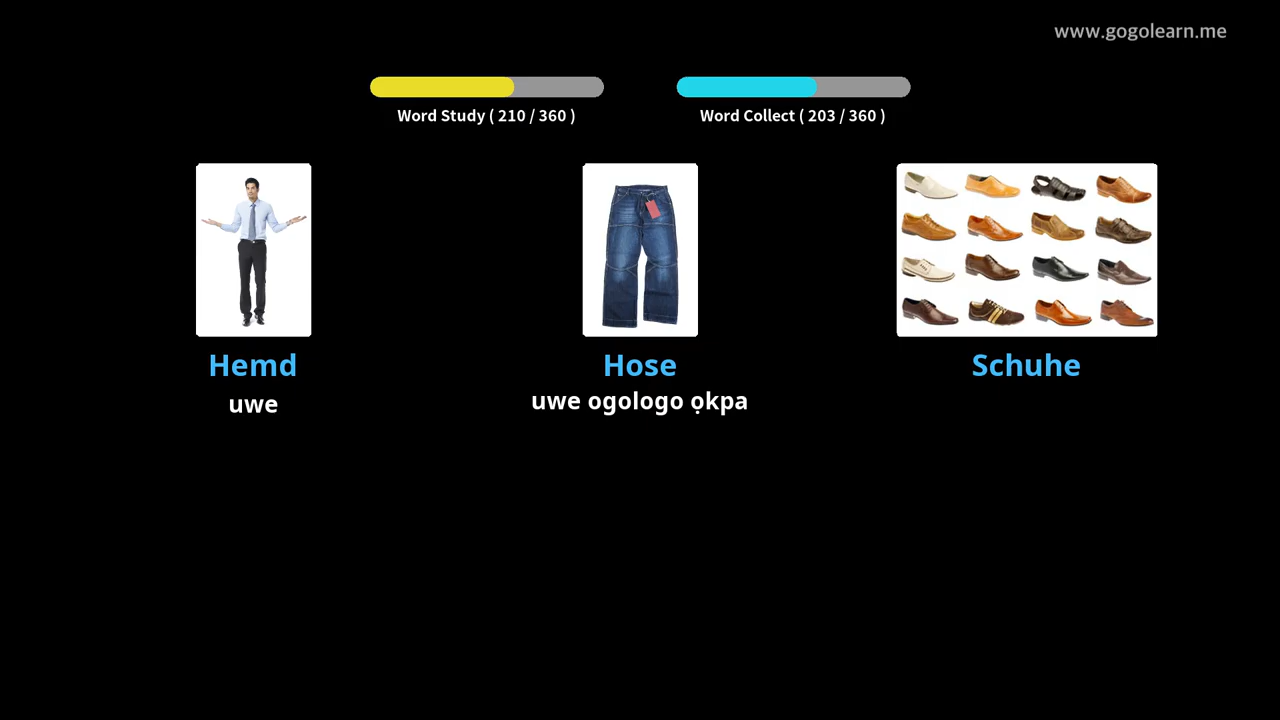 www.gogolearn.me
Word Study ( 210 / 360 )
Word Collect ( 203 / 360 )
Hemd
uwe
Hose
uwe ogologo ọkpa
Schuhe